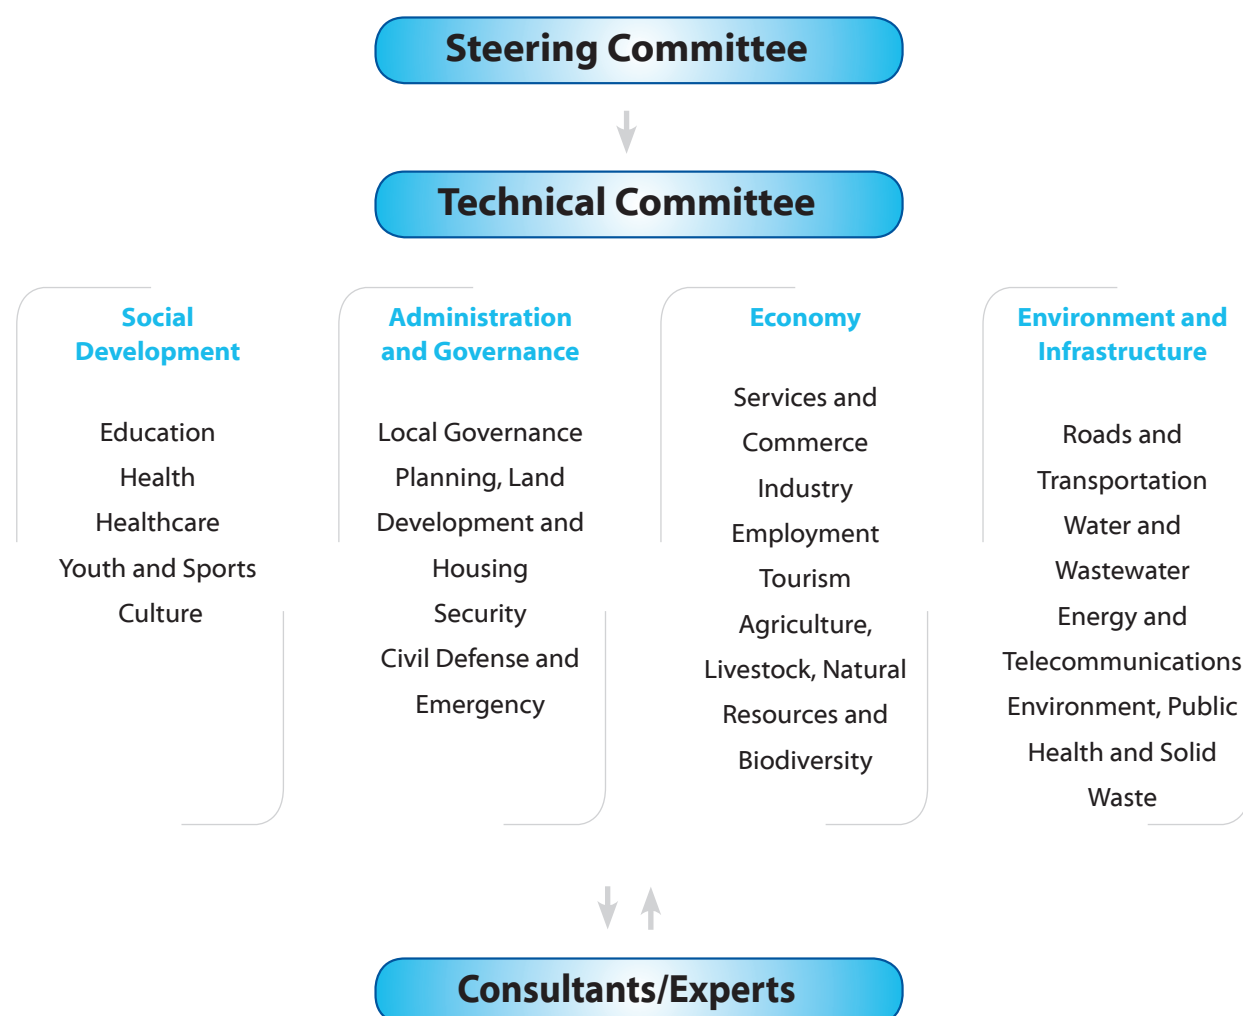 Steering Committee
Technical Committee
Social
Development
Education
Health
Healthcare
Youth and Sports
Culture
Administration
and Governance
Local Governance
Planning, Land
Development and
Housing
Security
Civil Defense and
Emergency
Economy
Services and
Commerce
Industry
Employment
Tourism
Agriculture,
Livestock, Natural
Resources and
Biodiversity
Environment and
Infrastructure
Roads and
Transportation
Water and
Wastewater
Energy and
Telecommunications
Environment, Public
Health and Solid
Waste
Consultants/Experts